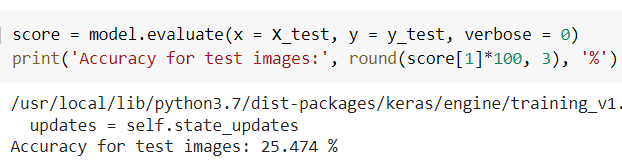 score = model.evaluate(x = X_test, y = y_test, verbose = 0)
print('Accuracy for test images:', round(score[1]*100, 3), '%')
/usr/local/lib/python3.7/dist-packages/keras/engine/training_v1.
updates = self.state_updates
Accuracy for test images: 25.474 %